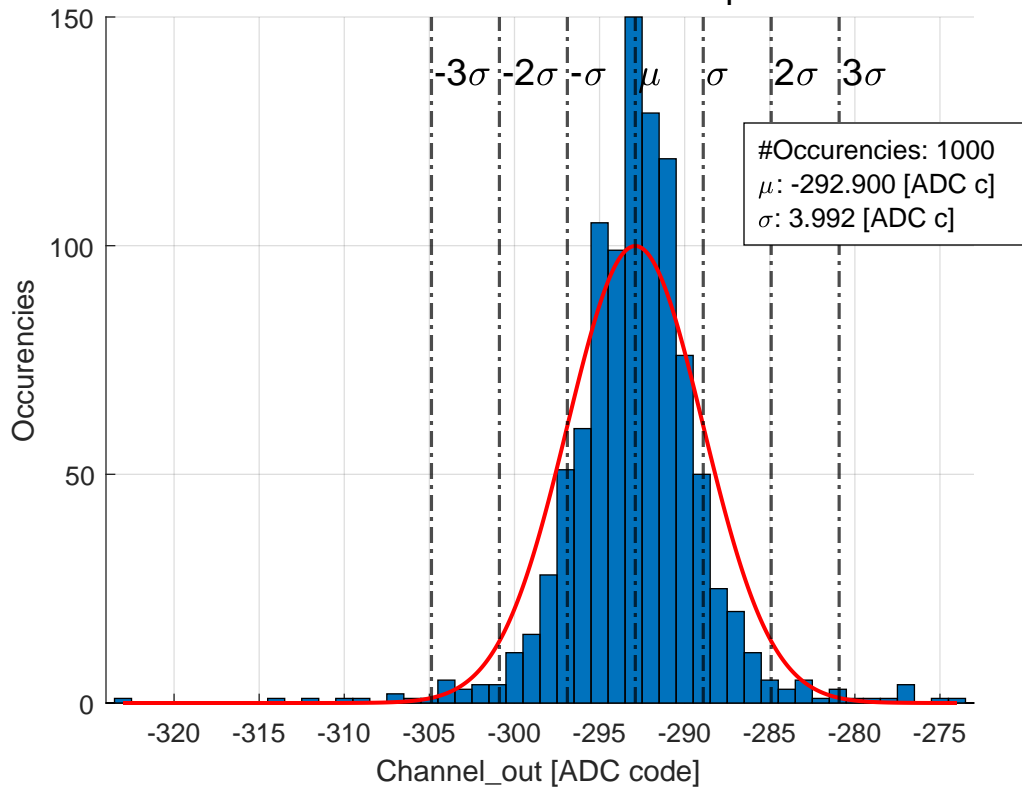 150
-3σ -2σ -σ μ σ 2σ 3σ
#Occurencies: 1000
μ: -292.900 [ADC c]
σ: 3.992 [ADC c]
100
Occurencies
50
0
-320 -315 -310 -305 -300 -295 -290 -285 -280 -275
Channel_out [ADC code]